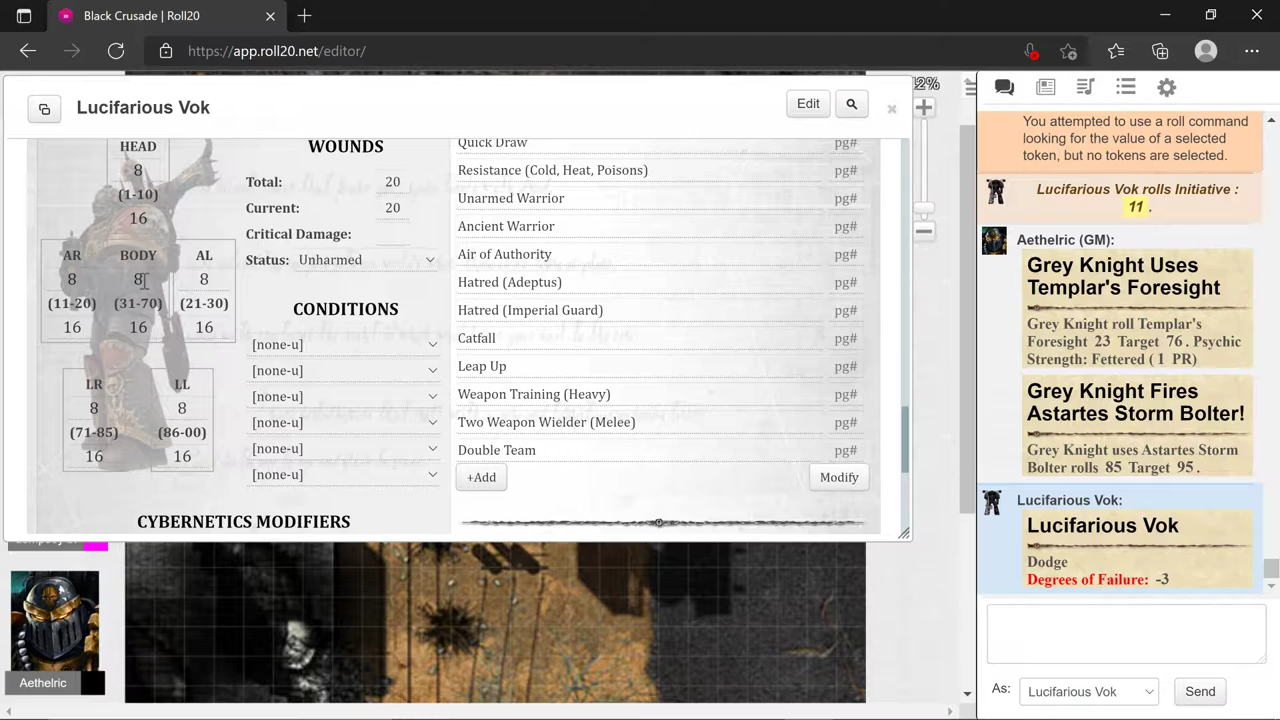 Black Crusade | Roll20
https://app.roll20.net/editor/
Lucifarious Vok
Edit
HEAD
8
(1-10)
16
AR
BODY
AL
8
8
8
(11-20)
(31-70)
(21-30)
16
16
16
LR
LL
8
8
(71-85)
(86-00)
16
16
WOUNDS
Total: 20
Current: 20
Critical Damage:
Status: Unharmed
CONDITIONS
[none-u]
[none-u]
[none-u]
[none-u]
[none-u]
[none-u]
CYBERNETICS MODIFIERS
Quick Draw pg#
Resistance (Cold, Heat, Poisons) pg#
Unarmed Warrior pg#
Ancient Warrior pg#
Air of Authority pg#
Hatred (Adeptus) pg#
Hatred (Imperial Guard) pg#
Catfall pg#
Leap Up pg#
Weapon Training (Heavy) pg#
Two Weapon Wielder (Melee) pg#
Double Team pg#
+Add
Modify
Aethelric
You attempted to use a roll command
looking for the value of a selected
token, but no tokens are selected.
Lucifarious Vok rolls Initiative :
11 .
Aethelric (GM):
Grey Knight Uses
Templar's Foresight
Grey Knight roll Templar's
Foresight 23 Target 76. Psychic
Strength: Fettered ( 1 PR)
Grey Knight Fires
Astartes Storm Bolter!
Grey Knight uses Astartes Storm
Bolter rolls 85 Target 95.
Lucifarious Vok:
Lucifarious Vok
Dodge
Degrees of Failure: -3
As: Lucifarious Vok
Send